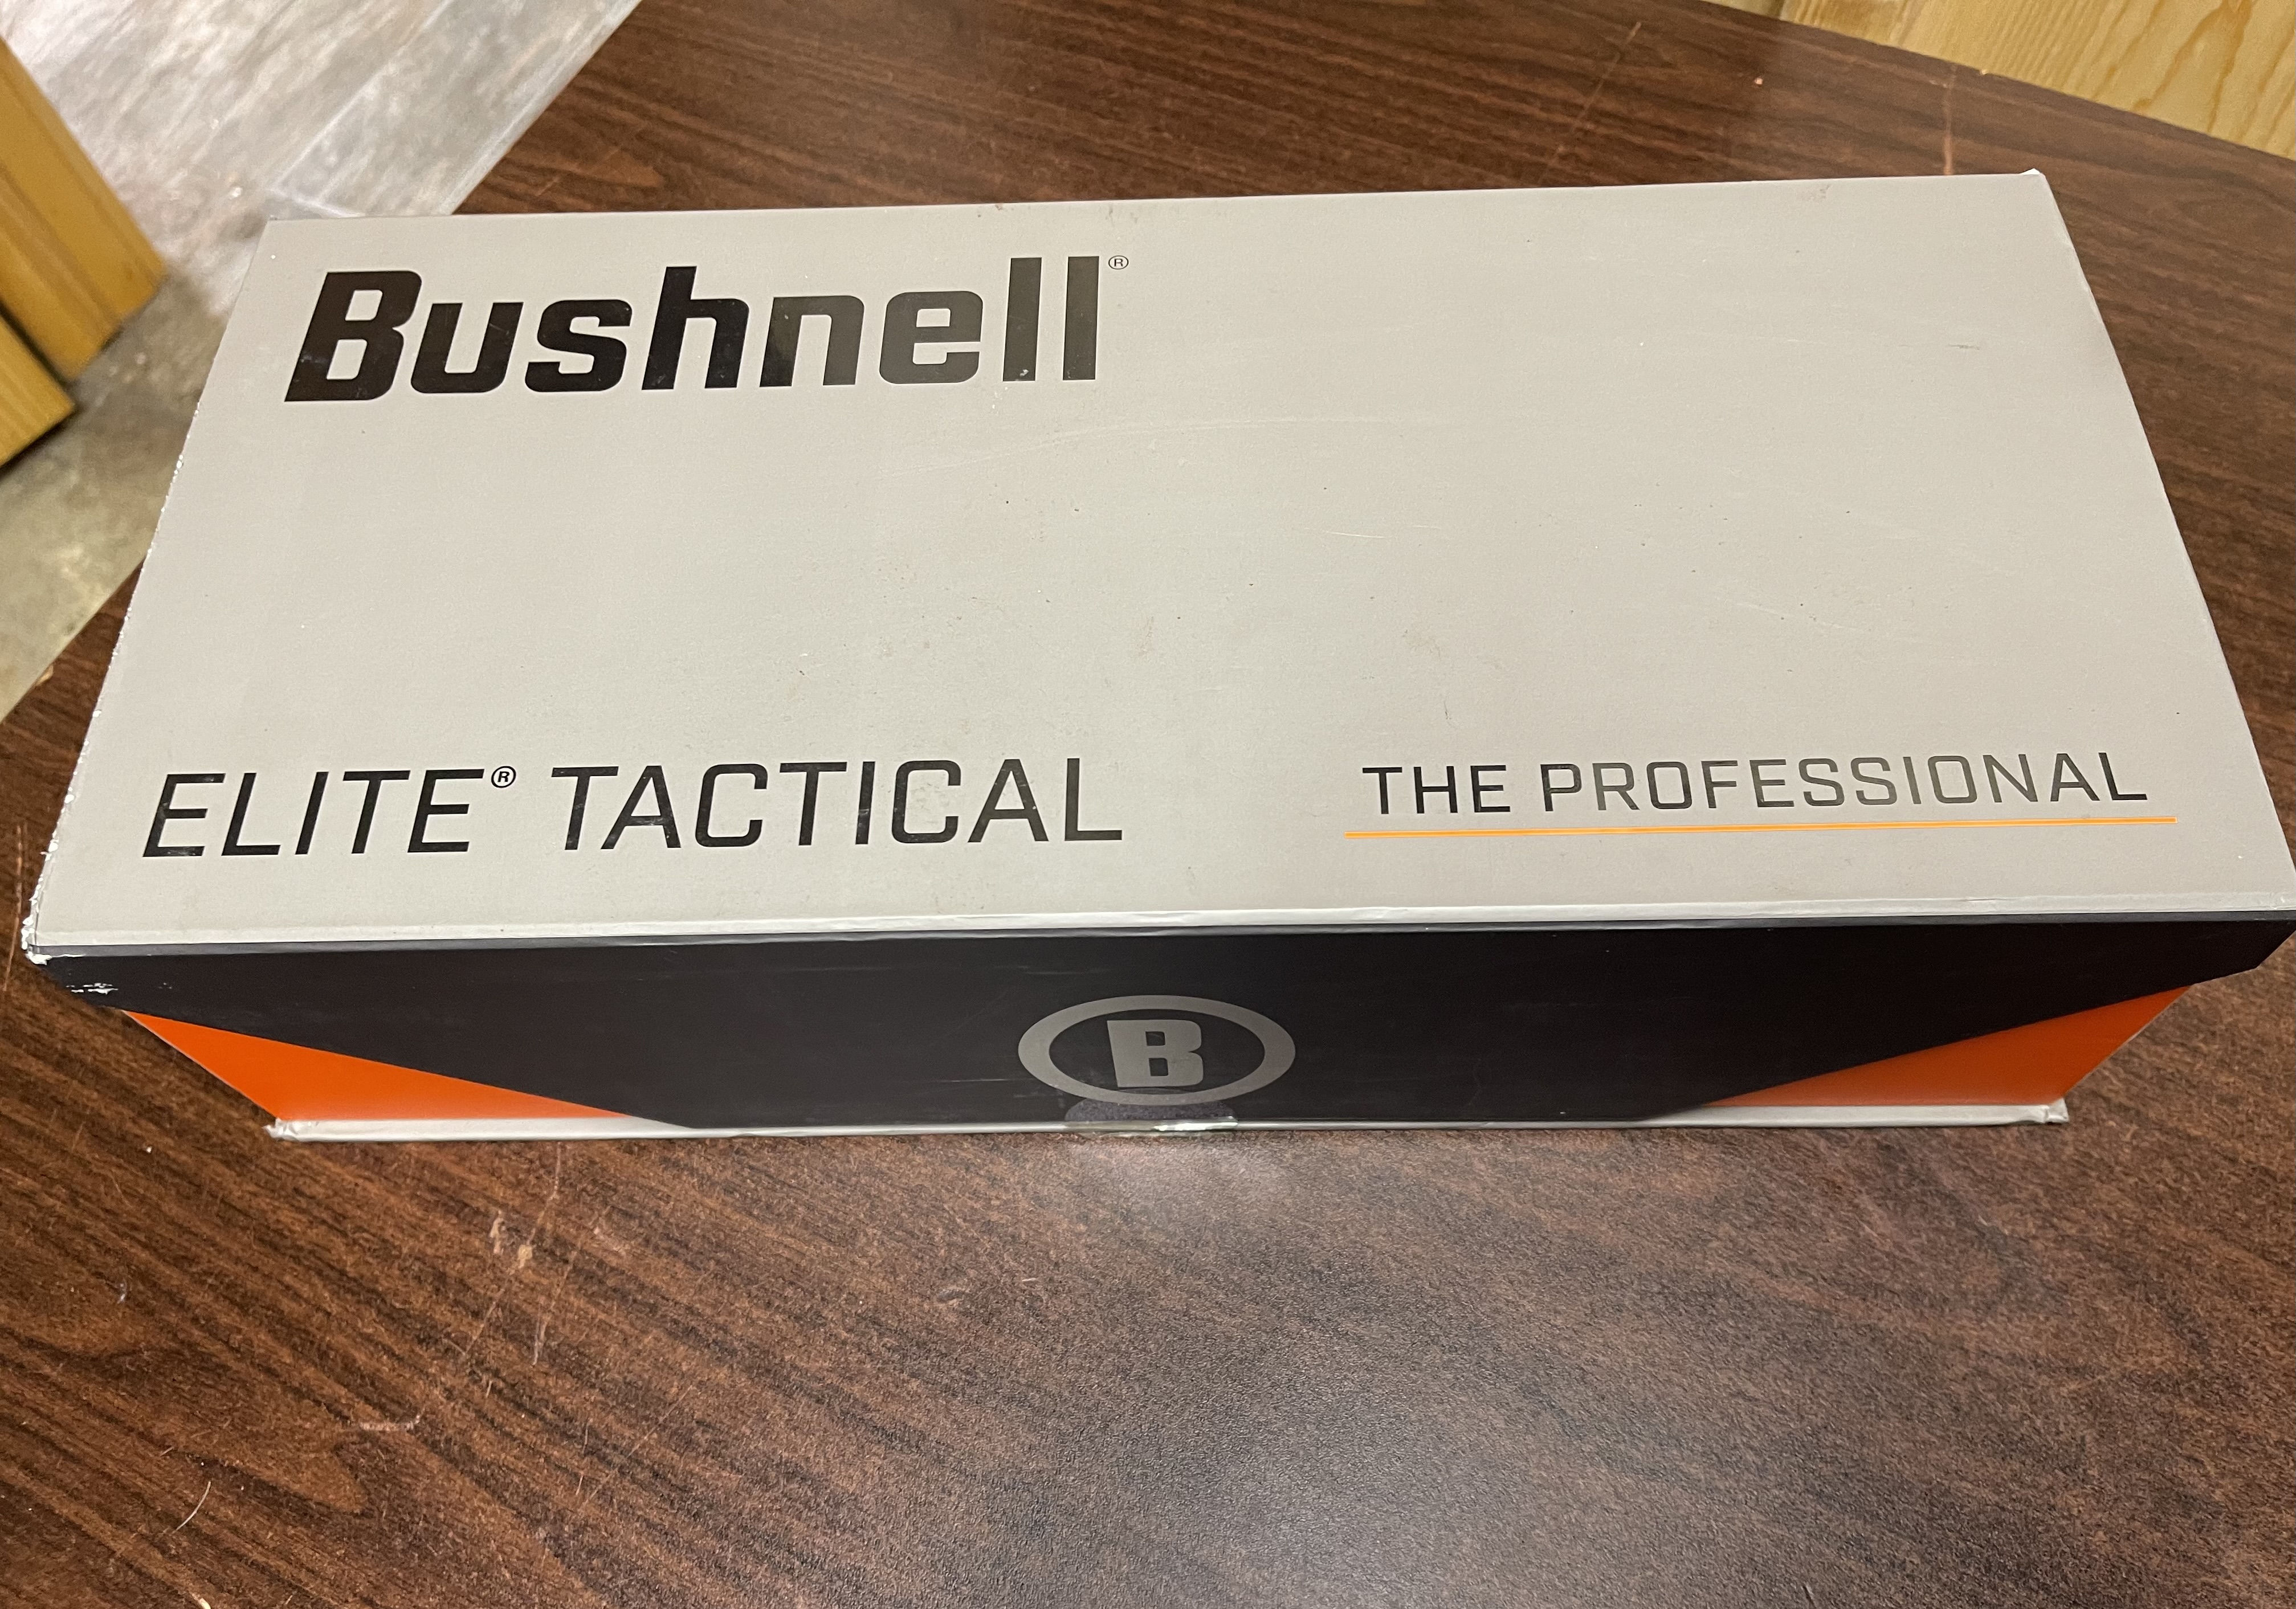 Bushnell®
ELITE® TACTICAL
THE PROFESSIONAL
B